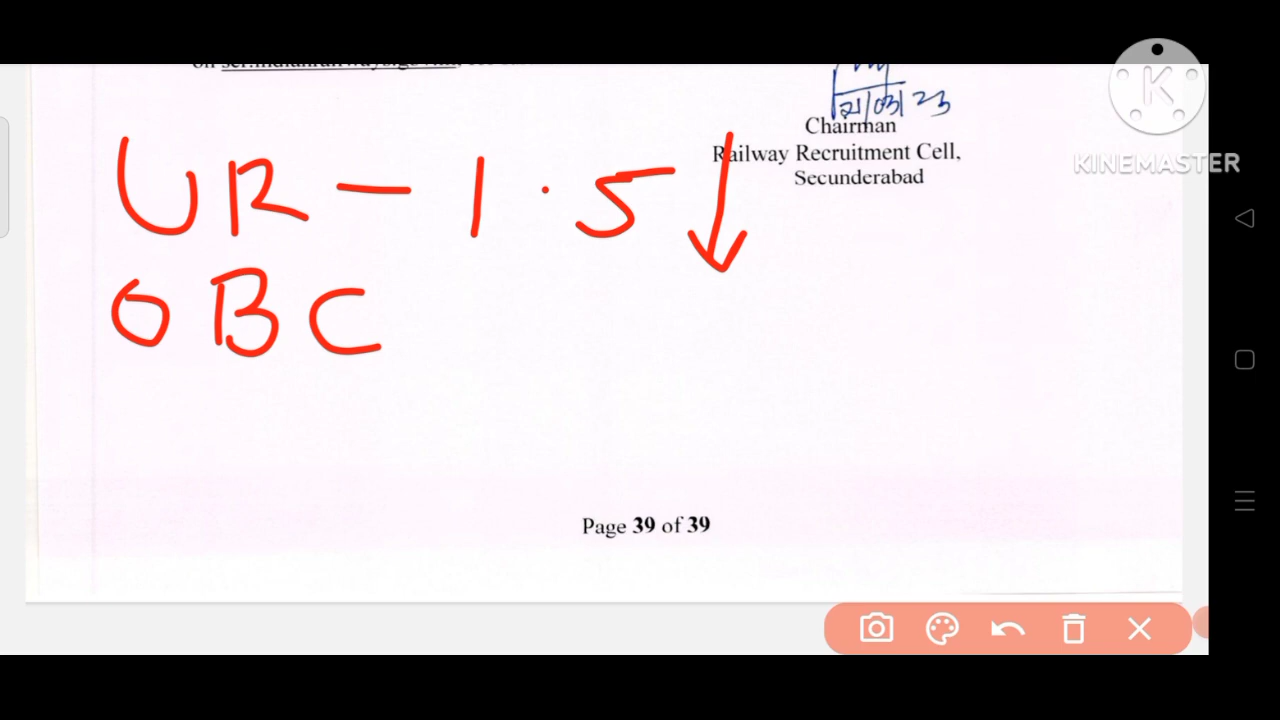 21/03/23
Chairman
KINEMASTER
Railway Recruitment Cell,
Secunderabad
UR - 1.5 ↓
OBC
Page 39 of 39